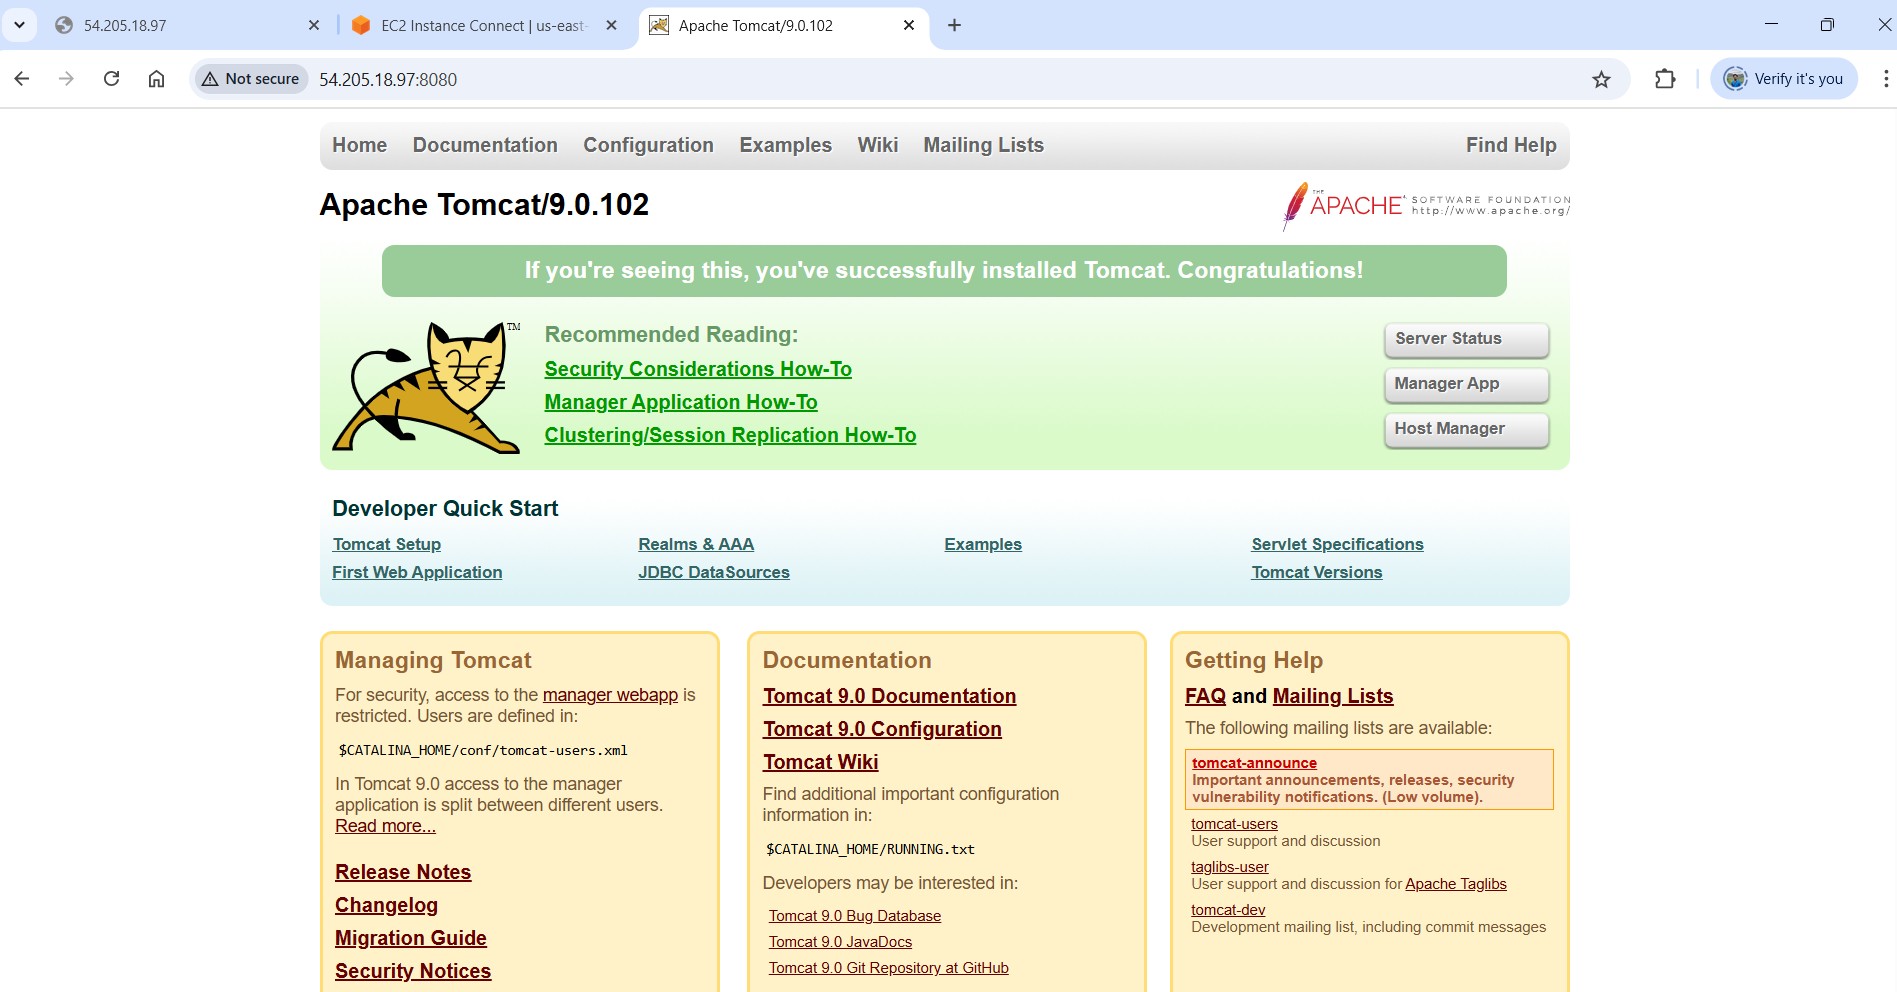 54.205.18.97
EC2 Instance Connect | us-east-
Apache Tomcat/9.0.102
Not secure
54.205.18.97:8080
Verify it's you
Home Documentation Configuration Examples Wiki Mailing Lists Find Help
Apache Tomcat/9.0.102
THE
APACHE SOFTWARE FOUNDATION
http://www.apache.org/
If you're seeing this, you've successfully installed Tomcat. Congratulations!
TM
Recommended Reading:
Security Considerations How-To
Manager Application How-To
Clustering/Session Replication How-To
Server Status
Manager App
Host Manager
Developer Quick Start
Tomcat Setup
First Web Application
Realms & AAA
JDBC DataSources
Examples
Servlet Specifications
Tomcat Versions
Managing Tomcat
For security, access to the manager webapp is
restricted. Users are defined in:
$CATALINA_HOME/conf/tomcat-users.xml
In Tomcat 9.0 access to the manager
application is split between different users.
Read more...
Release Notes
Changelog
Migration Guide
Security Notices
Documentation
Tomcat 9.0 Documentation
Tomcat 9.0 Configuration
Tomcat Wiki
Find additional important configuration
information in:
$CATALINA_HOME/RUNNING.txt
Developers may be interested in:
Tomcat 9.0 Bug Database
Tomcat 9.0 JavaDocs
Tomcat 9.0 Git Repository at GitHub
Getting Help
FAQ and Mailing Lists
The following mailing lists are available:
tomcat-announce
Important announcements, releases, security
vulnerability notifications. (Low volume).
tomcat-users
User support and discussion
taglibs-user
User support and discussion for Apache Taglibs
tomcat-dev
Development mailing list, including commit messages